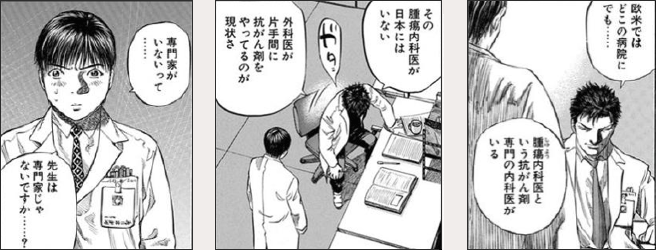 欧米では
どこの病院に
でも……
腫瘍内科医と
いう抗がん剤
専門の内科医が
いる
その
腫瘍内科医が
日本には
いない
外科医が
片手間に
抗がん剤を
やってるのが
現状さ
専門家が
いないって
……
先生は
専門家じゃ
ないですか……?